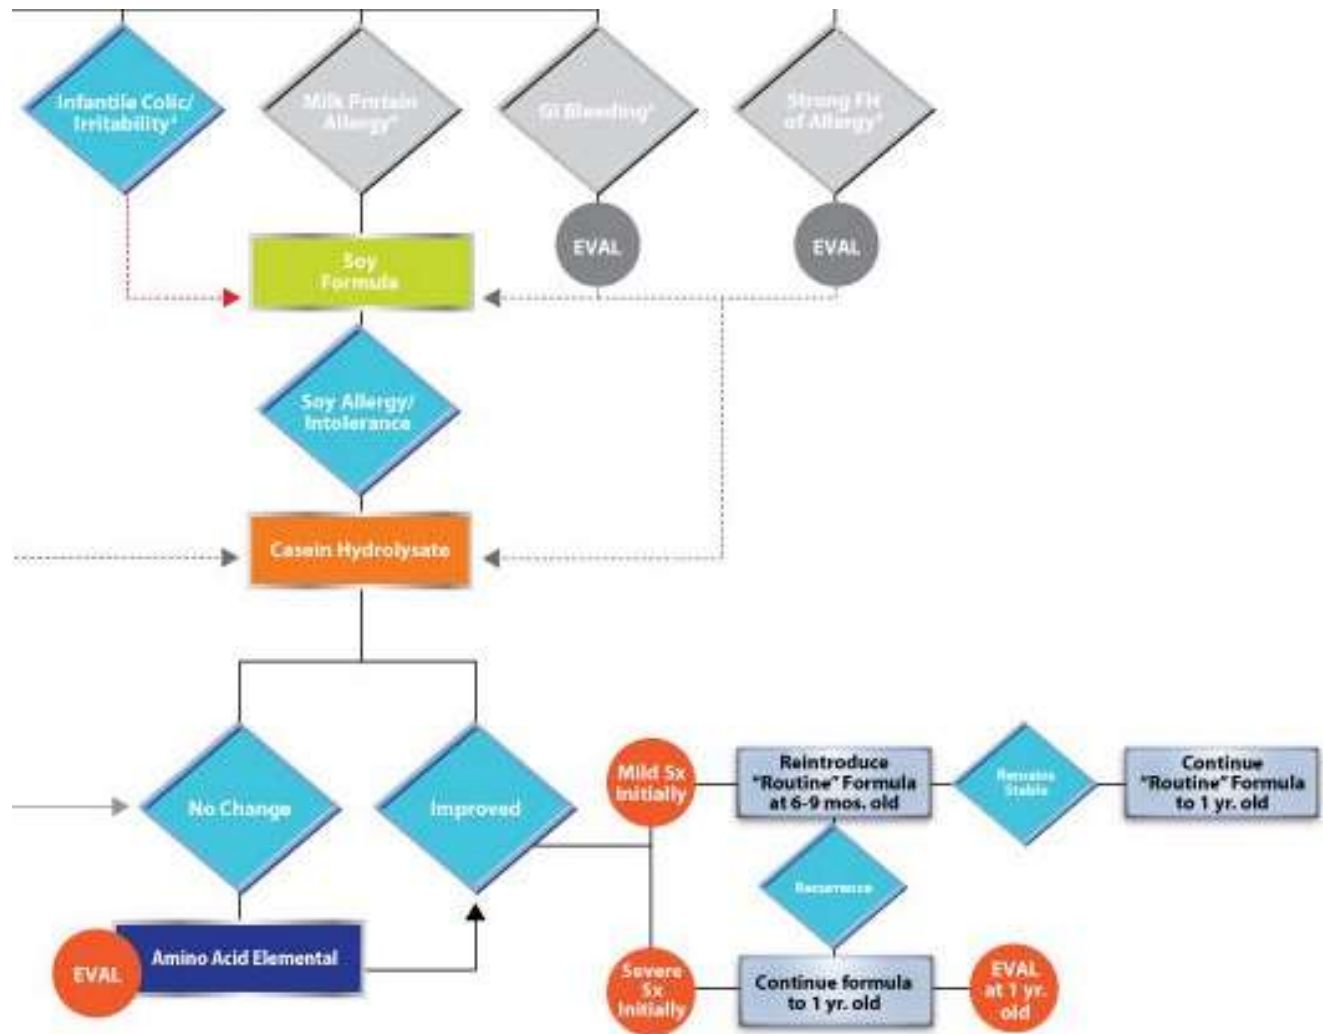 Infantile Colic/
Irritability*
Milk Protein
Allergy*
GI Bleeding*
Strong FH
of Allergy*
EVAL
EVAL
Soy
Formula
Soy Allergy/
Intolerance
Casein Hydrolysate
No Change
Improved
Mild Sx
Initially
Reintroduce
"Routine" Formula
at 6-9 mos. old
Remains
Stable
Continue
"Routine" Formula
to 1 yr. old
Recurrence
EVAL
Amino Acid Elemental
Severe
Sx
Initially
Continue formula
to 1 yr. old
EVAL
at 1 yr.
old